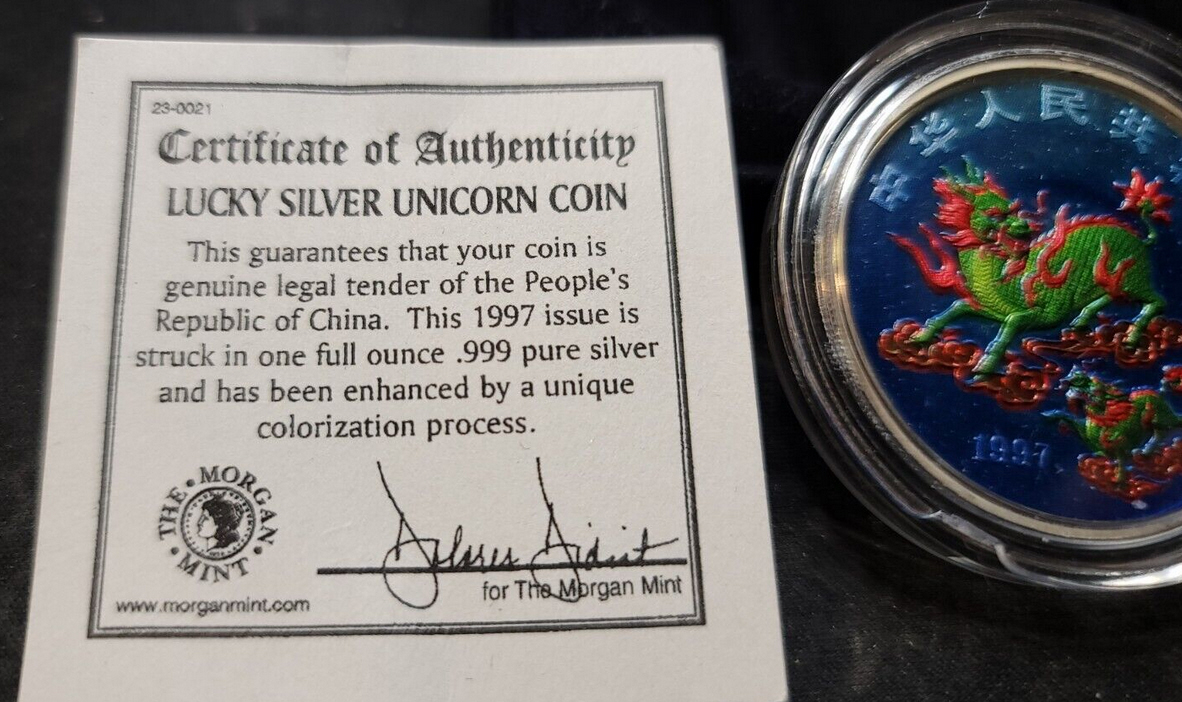 23-0021
Certificate of Authenticity
LUCKY SILVER UNICORN COIN
This guarantees that your coin is
genuine legal tender of the People's
Republic of China. This 1997 issue is
struck in one full ounce .999 pure silver
and has been enhanced by a unique
colorization process.
THE • MORGAN • MINT •
for The Morgan Mint
www.morganmint.com
中华人民共
1997